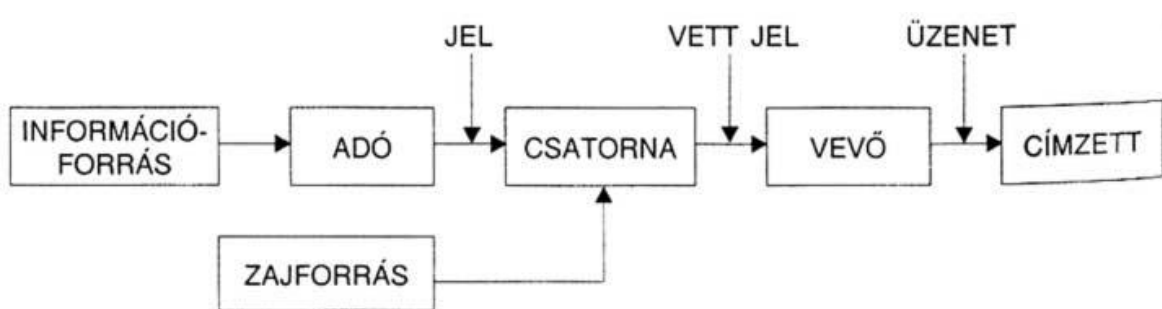 JEL
VETT JEL
ÜZENET
INFORMÁCIÓ-
FORRÁS
ADÓ
CSATORNA
VEVŐ
CÍMZETT
ZAJFORRÁS